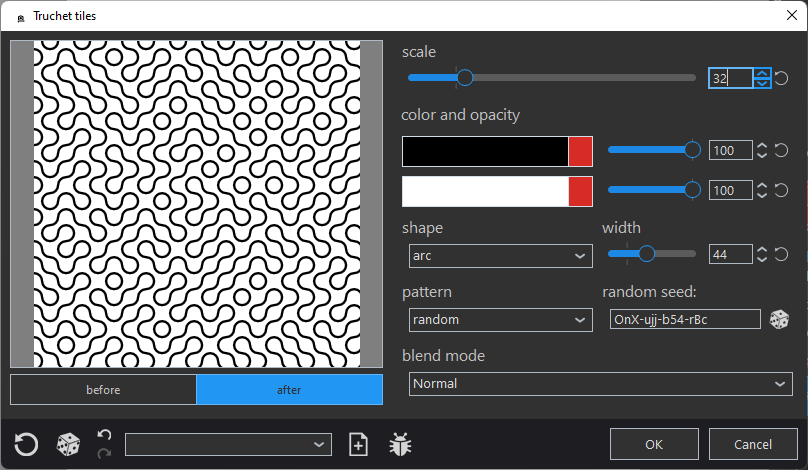 Truchet tiles
scale
32
color and opacity
100
100
shape
width
arc
44
pattern
random seed:
random
OnX-ujj-b54-rBc
blend mode
Normal
before
after
OK
Cancel